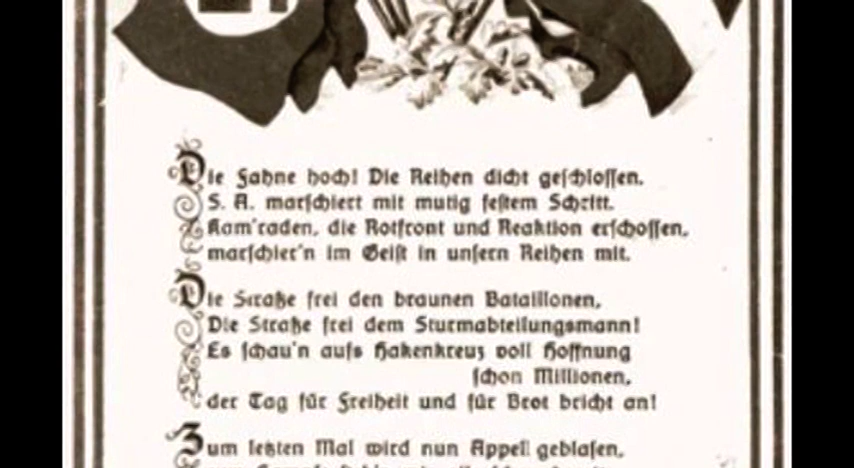 Die Fahne hoch! Die Reihen dicht geschlossen.
S. A. marschiert mit mutig festem Schritt.
Kam'raden, die Rotfront und Reaktion erschossen,
marschier'n im Geist in unsern Reihen mit.
Die Straße frei den braunen Bataillonen,
Die Straße frei dem Sturmabteilungsmann!
Es schau'n aufs Hakenkreuz voll Hoffnung
schon Millionen,
der Tag für Freiheit und für Brot bricht an!
Zum letzten Mal wird nun Appell geblasen,